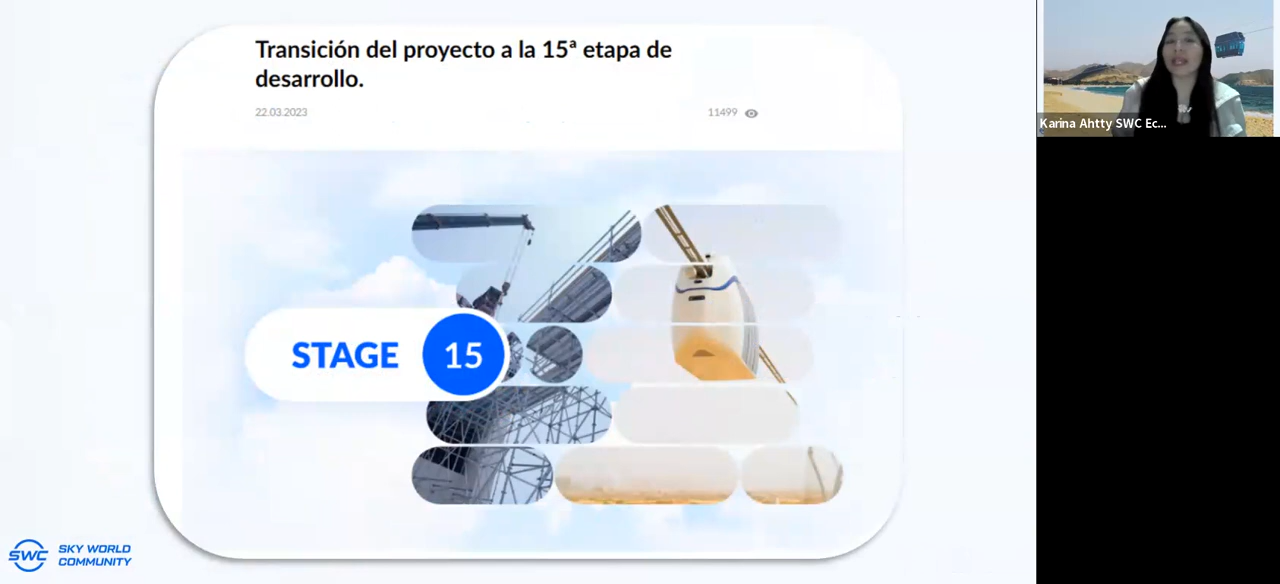 Transición del proyecto a la 15ª etapa de
desarrollo.
22.03.2023 11499
STAGE 15
SWC SKY WORLD
COMMUNITY
Karina Ahtty SWC Ec...